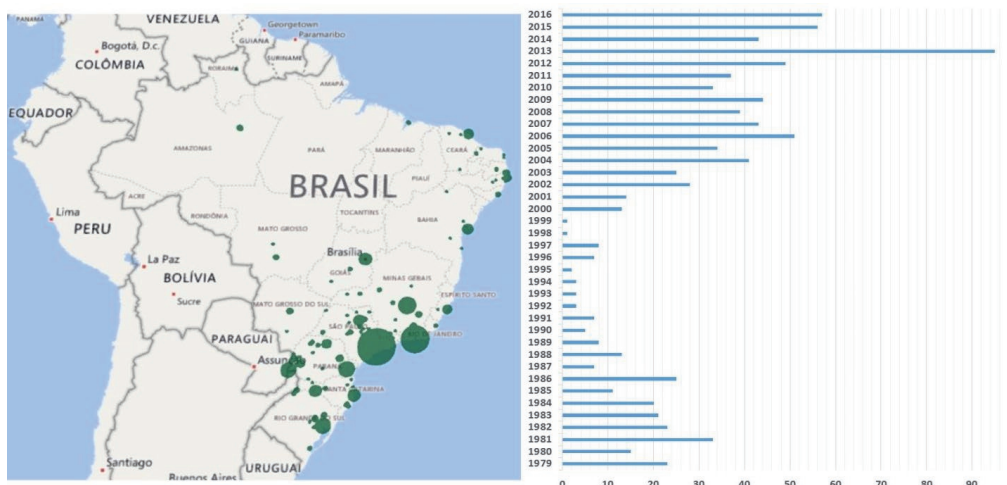 PANAMÁ
VENEZUELA
Georgetown
Paramaribo
GUIANA
SURINAME
Bogotá, D.c.
COLÔMBIA
RORAIMA
AMAPÁ
EQUADOR
AMAZONAS
PARÁ
MARANHÃO
CEARÁ
BRASIL
PIAUÍ
ACRE
Lima
PERU
RONDÔNIA
TOCANTINS
BAHIA
MATO GROSSO
La Paz
Brasília
BOLÍVIA
GOIÁS
MINAS GERAIS
Sucre
ESPÍRITO SANTO
MATO GROSSO DO SUL
SÃO
PARAGUAI
Assun
RIO GRANDE DO SUL
Santiago
URUGUAI
Buenos Aires
2016
2015
2014
2013
2012
2011
2010
2009
2008
2007
2006
2005
2004
2003
2002
2001
2000
1999
1998
1997
1996
1995
1994
1993
1992
1991
1990
1989
1988
1987
1986
1985
1984
1983
1982
1981
1980
1979
0 10 20 30 40 50 60 70 80 90